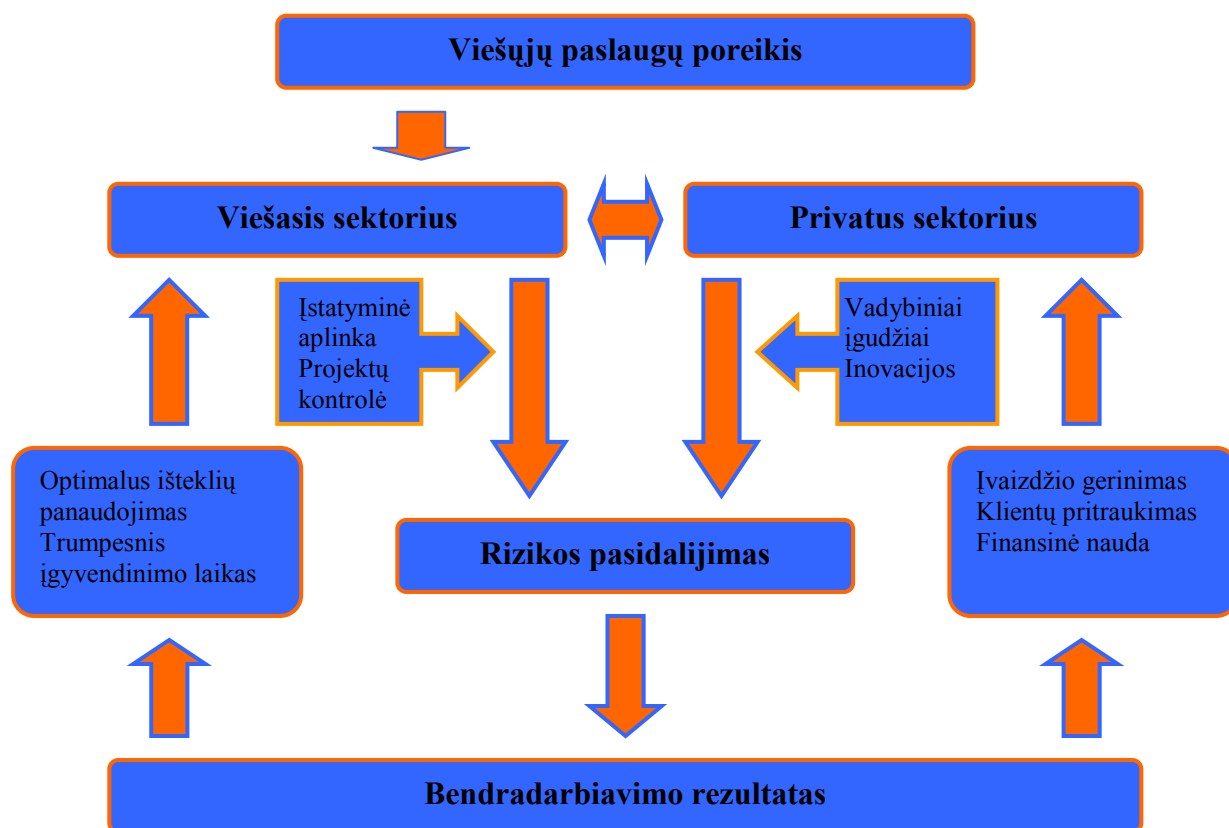 Viešųjų paslaugų poreikis
Viešasis sektorius
Privatus sektorius
Įstatyminė
aplinka
Projektų
kontrolė
Vadybiniai
įgudžiai
Inovacijos
Optimalus išteklių
panaudojimas
Trumpesnis
įgyvendinimo laikas
Rizikos pasidalijimas
Įvaizdžio gerinimas
Klientų pritraukimas
Finansinė nauda
Bendradarbiavimo rezultatas